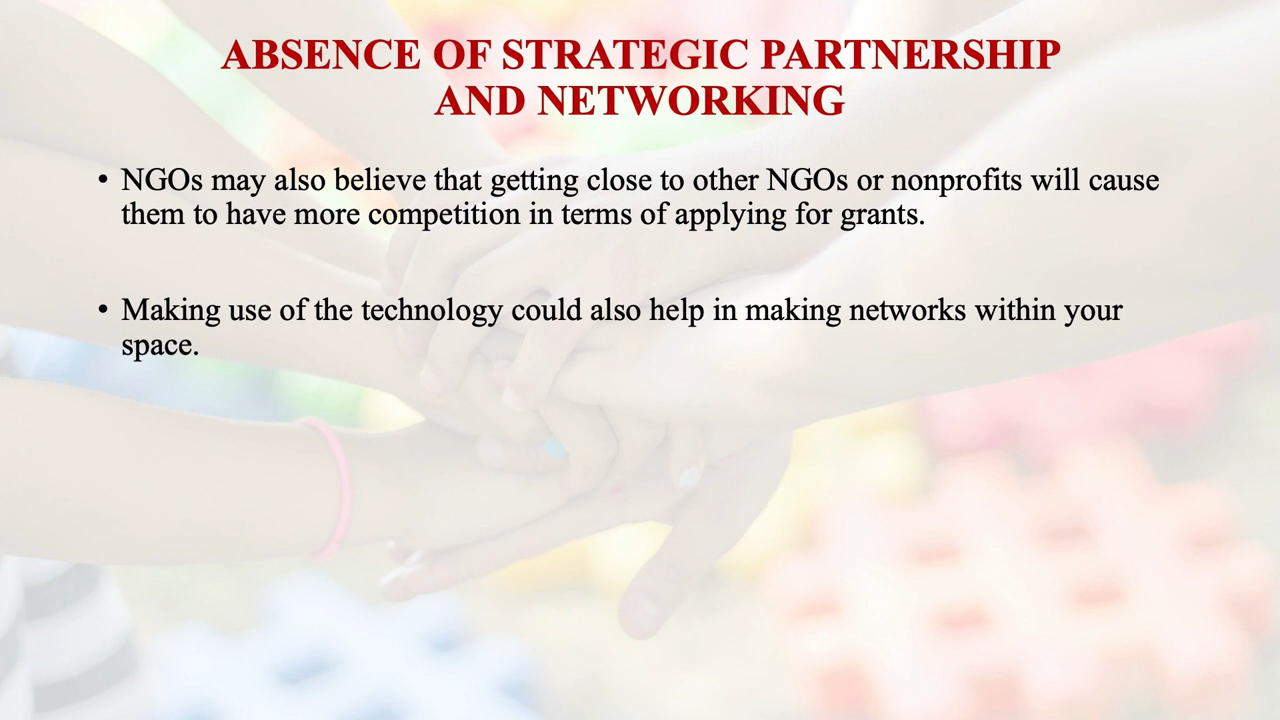 ABSENCE OF STRATEGIC PARTNERSHIP
AND NETWORKING
• NGOs may also believe that getting close to other NGOs or nonprofits will cause
them to have more competition in terms of applying for grants.
• Making use of the technology could also help in making networks within your
space.